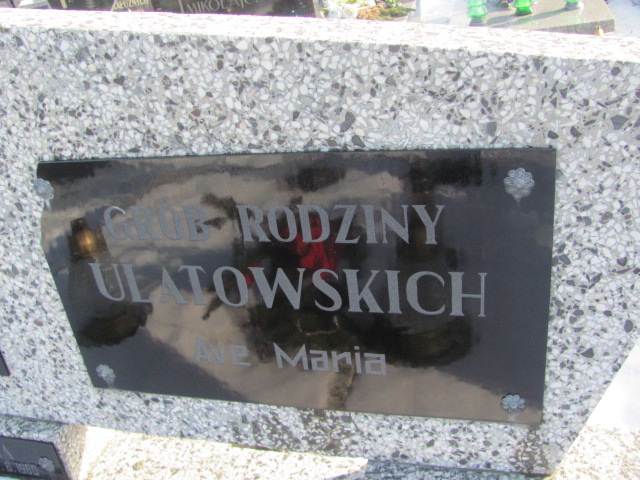 GRÓB RODZINY
ULATOWSKICH
Ave Maria